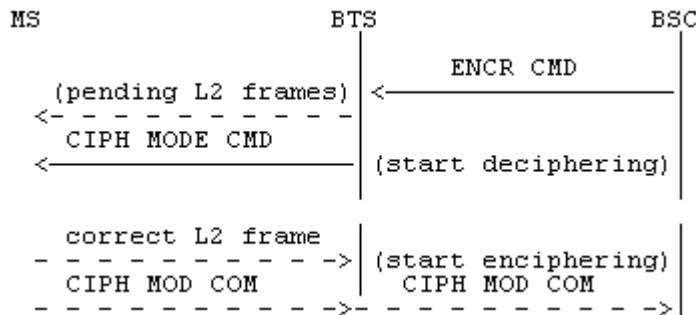 MS BTS BSC
ENCR CMD
(pending L2 frames)
CIPH MODE CMD
(start deciphering)
correct L2 frame
(start enciphering)
CIPH MOD COM CIPH MOD COM